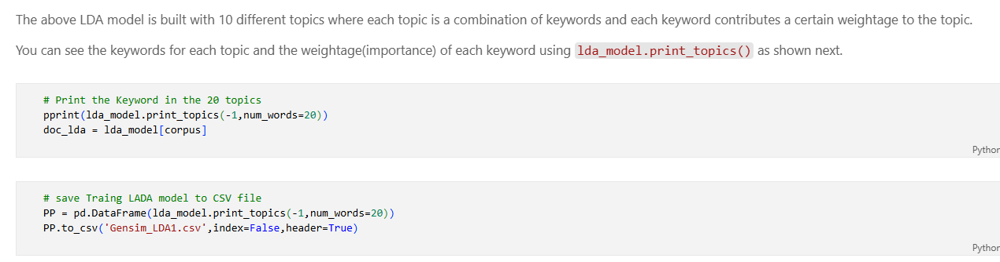 The above LDA model is built with 10 different topics where each topic is a combination of keywords and each keyword contributes a certain weightage to the topic.
You can see the keywords for each topic and the weightage(importance) of each keyword using lda_model.print_topics() as shown next.
# Print the Keyword in the 20 topics
pprint(lda_model.print_topics(-1,num_words=20))
doc_lda = lda_model[corpus]
Python
# save Traing LADA model to CSV file
PP = pd.DataFrame(lda_model.print_topics(-1,num_words=20))
PP.to_csv('Gensim_LDA1.csv',index=False,header=True)
Python